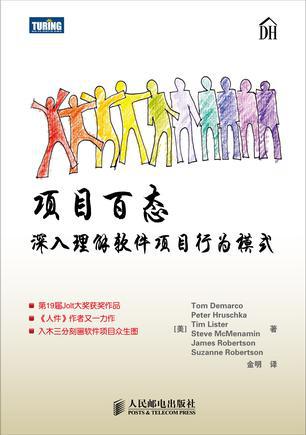 TURING
DH
项目百态
深入理解软件项目行为模式
第19届Jolt大奖获奖作品
《人件》作者又一力作
入木三分刻画软件项目众生图
[美]
Tom Demarco
Peter Hruschka
Tim Lister
Steve McMenamin
James Robertson
Suzanne Robertson
著
金明 译
人民邮电出版社
POSTS & TELECOM PRESS